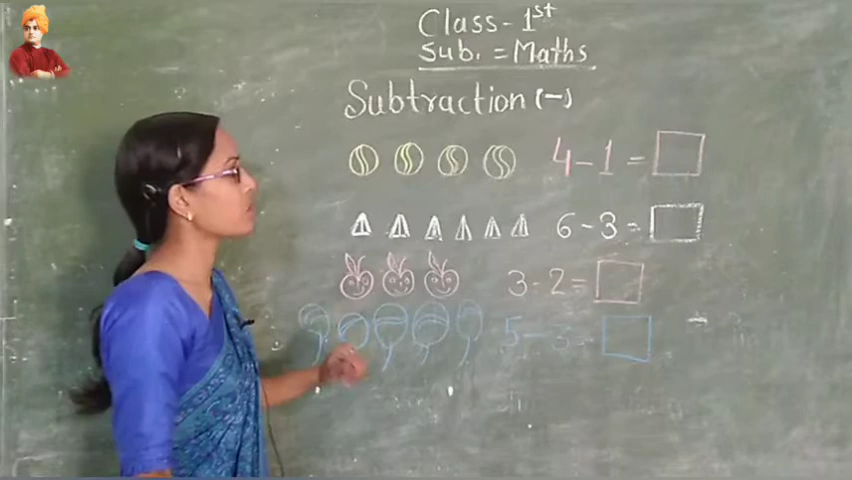 Class-1st
Sub. = Maths
Subtraction (-)
4-1 =
6-3=
3-2=
5-3=